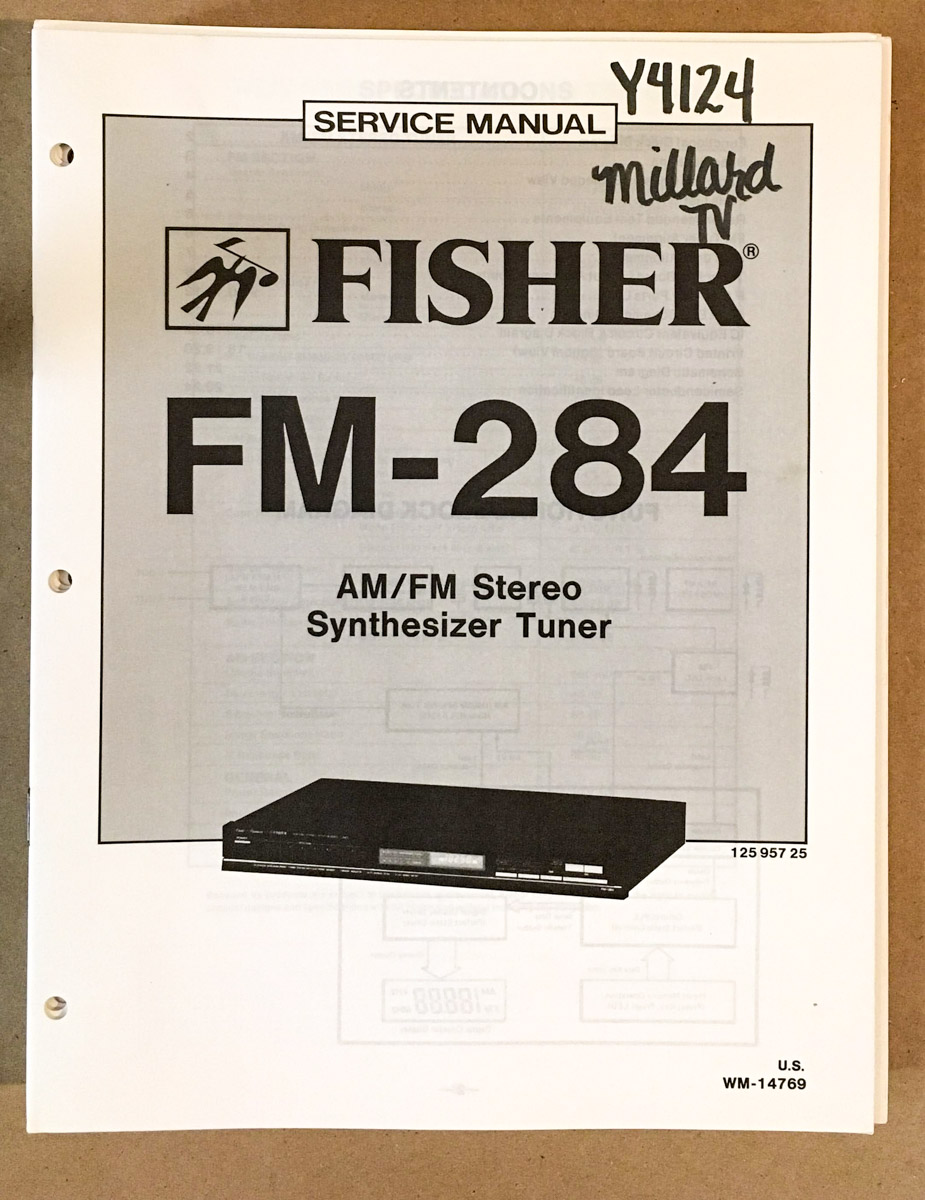 Y4124
SERVICE MANUAL
Millard
TV
FISHER®
FM-284
AM/FM Stereo
Synthesizer Tuner
125 957 25
U.S.
WM-14769